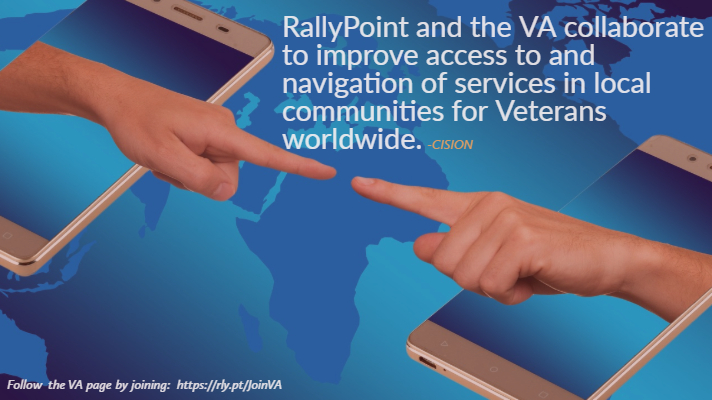 RallyPoint and the VA collaborate
to improve access to and
navigation of services in local
communities for Veterans
worldwide. -CISION
Follow the VA page by joining: https://rly.pt/JoinVA